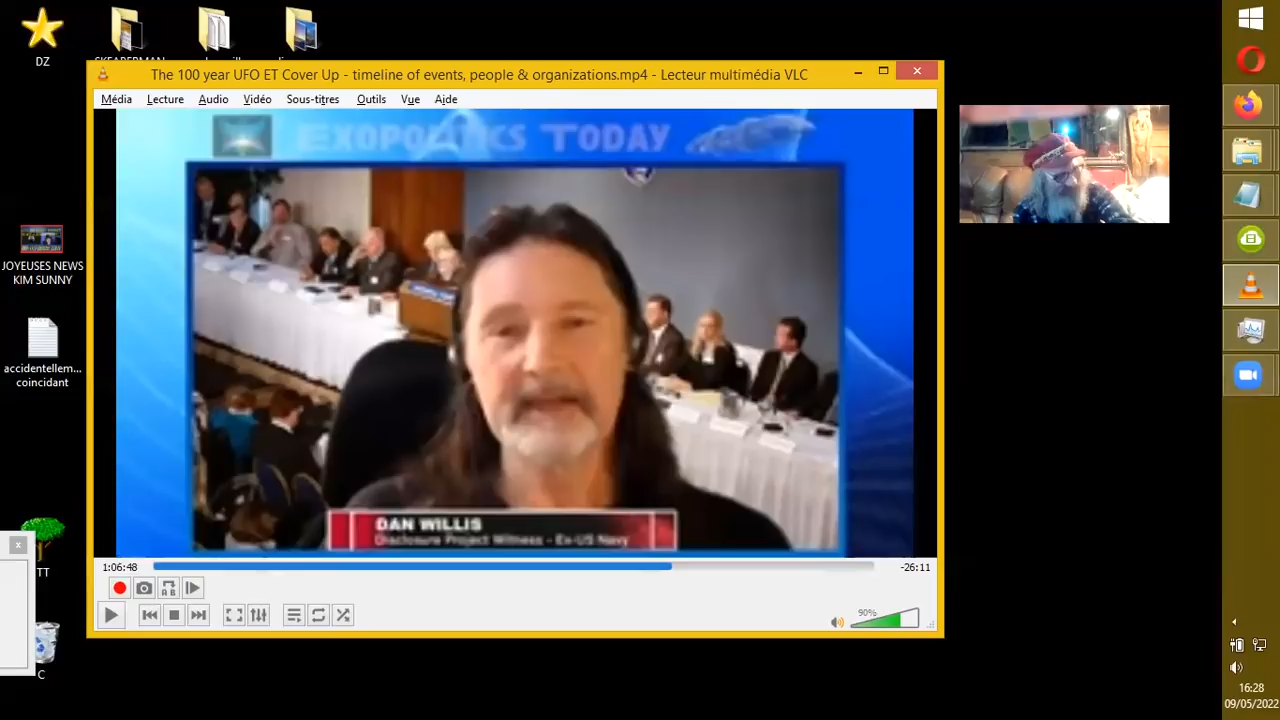 DZ
The 100 year UFO ET Cover Up - timeline of events, people & organizations.mp4 - Lecteur multimédia VLC
Média Lecture Audio Vidéo Sous-titres Outils Vue Aide
EXOPOLITICS TODAY
JOYEUSES NEWS
KIM SUNNY
accidentellem...
coincidant
DAN WILLIS
Disclosure Project Witness - Ex-US Navy
1:06:48
-26:11
90%
x
TT
C
16:28
09/05/2022